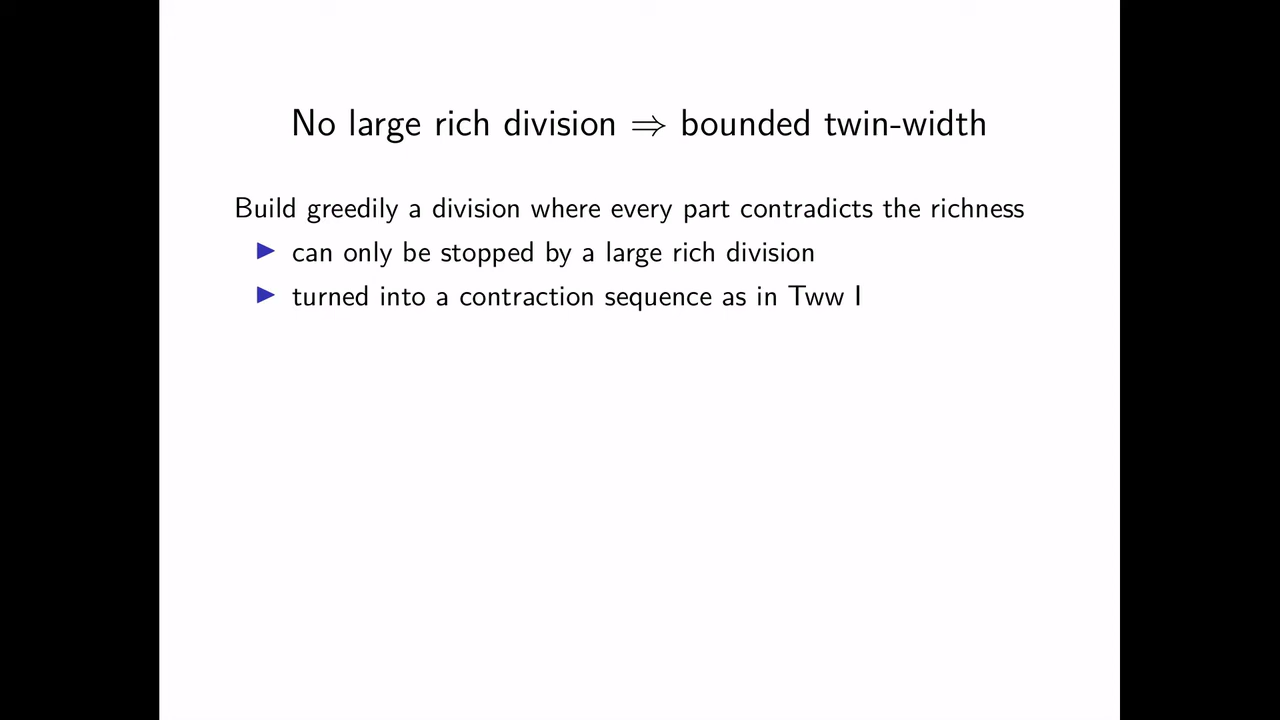 No large rich division ⇒ bounded twin-width
Build greedily a division where every part contradicts the richness
▶ can only be stopped by a large rich division
▶ turned into a contraction sequence as in Tww I